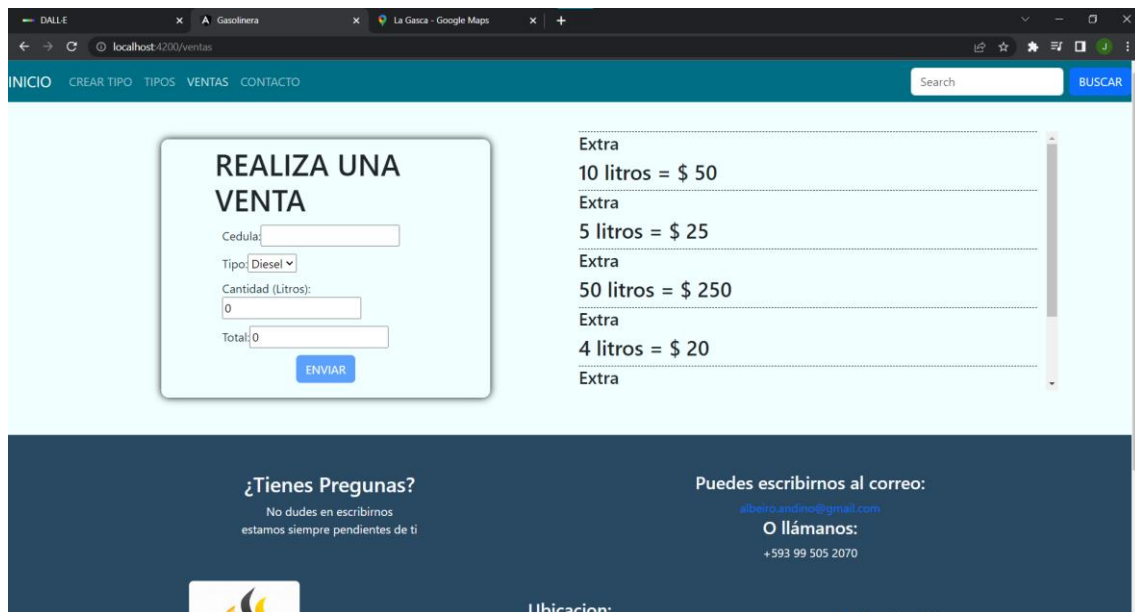 DALL·E
Gasolinera
La Gasca - Google Maps
localhost:4200/ventas
J
INICIO CREAR TIPO TIPOS VENTAS CONTACTO Search BUSCAR
REALIZA UNA
VENTA
Cedula:
Tipo: Diesel
Cantidad (Litros):
0
Total: 0
ENVIAR
Extra
10 litros = $ 50
Extra
5 litros = $ 25
Extra
50 litros = $ 250
Extra
4 litros = $ 20
Extra
¿Tienes Pregunas?
No dudes en escribirnos
estamos siempre pendientes de ti
Puedes escribirnos al correo:
albeiro.andino@gmail.com
O llámanos:
+593 99 505 2070
Ubicacion: